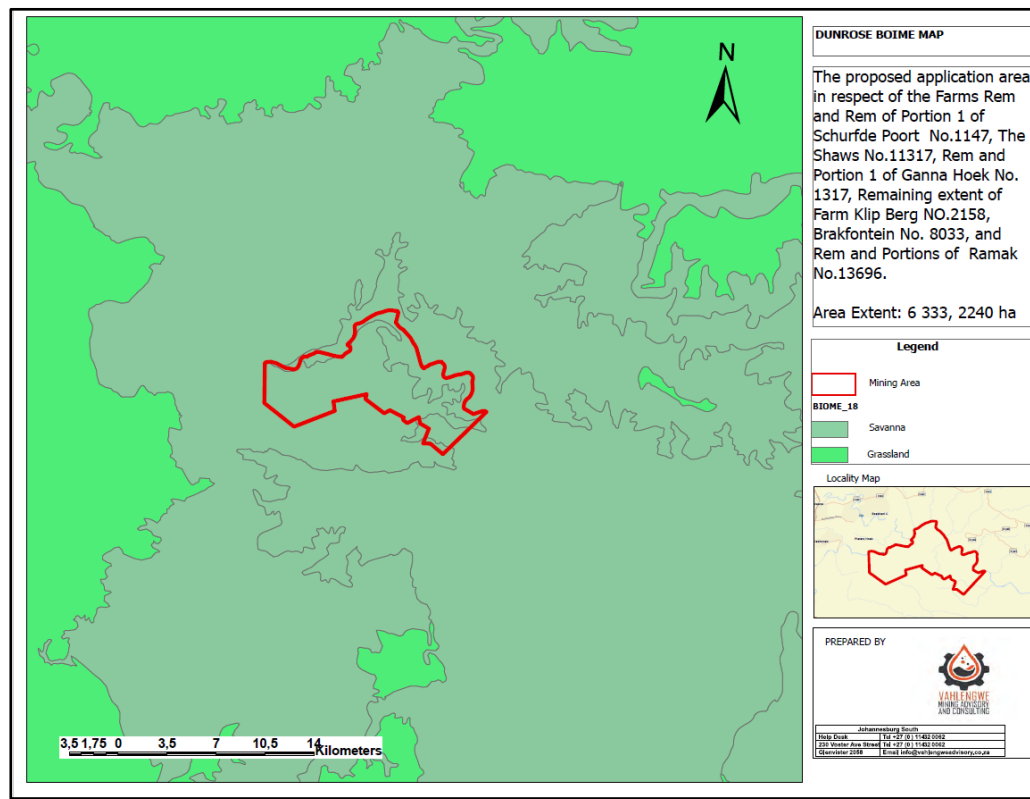 DUNROSE BOIME MAP
The proposed application area
in respect of the Farms Rem
and Rem of Portion 1 of
Schurfde Poort No.1147, The
Shaws No.11317, Rem and
Portion 1 of Ganna Hoek No.
1317, Remaining extent of
Farm Klip Berg NO.2158,
Brakfontein No. 8033, and
Rem and Portions of Ramak
No.13696.
Area Extent: 6 333, 2240 ha
N
Legend
Mining Area
BIOME_18
Savanna
Grassland
Locality Map
3,5 1,75 0 3,5 7 10,5 14 Kilometers
PREPARED BY
VAHLENGWE
MINING ADVISORY
AND CONSULTING
Johannesburg South
Help Desk Tel +27 (0) 11432 0062
230 Voster Ave Street Tel +27 (0) 11432 0062
Glenvister 2058 Email info@vahlengweadvisory,co,za